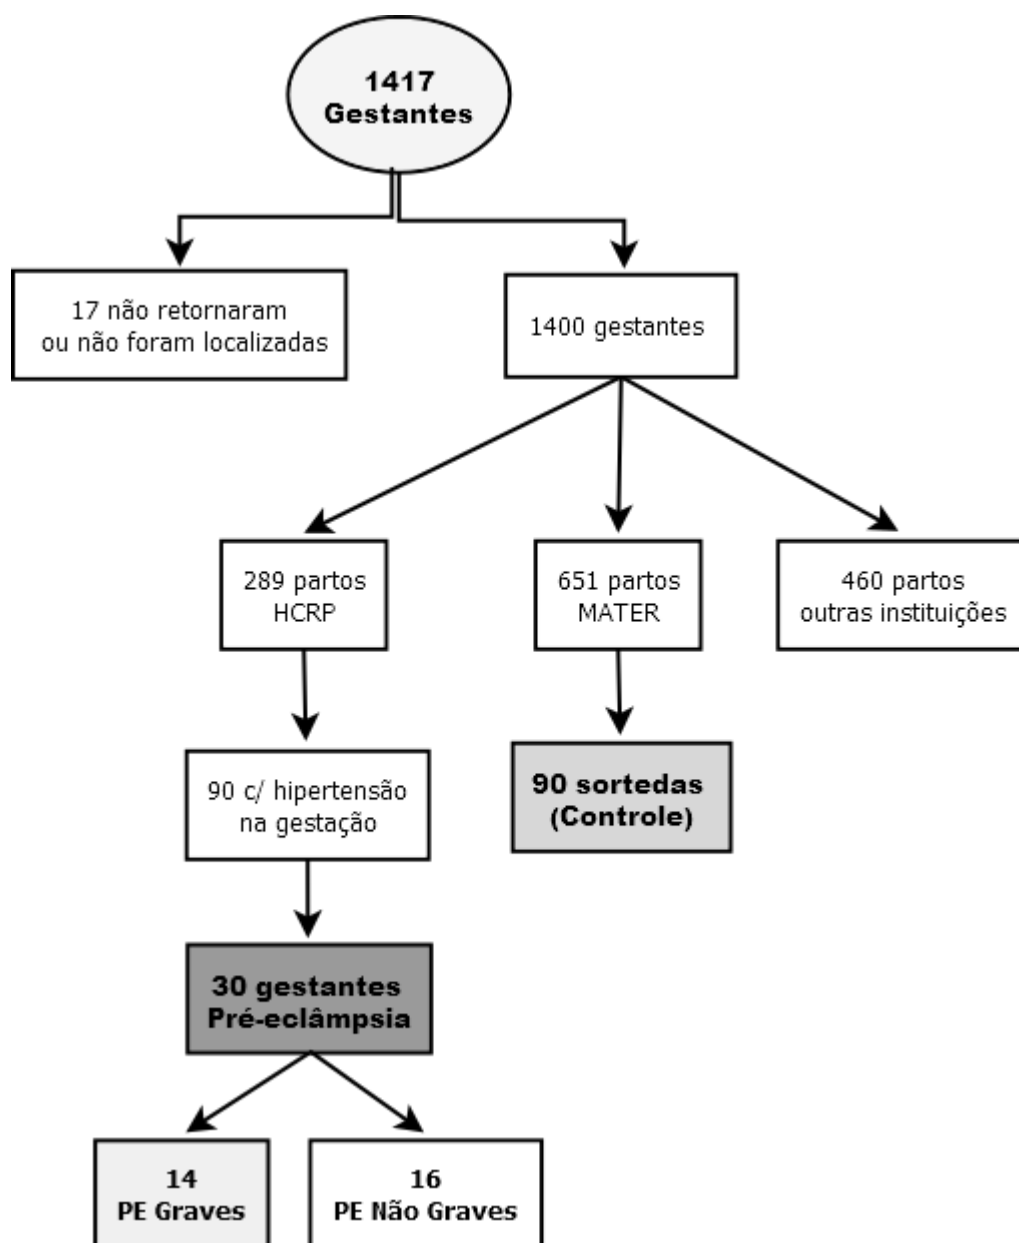 1417
Gestantes
17 não retornaram
ou não foram localizadas
1400 gestantes
289 partos
HCRP
651 partos
MATER
460 partos
outras instituições
90 c/ hipertensão
na gestação
90 sortedas
(Controle)
30 gestantes
Pré-eclâmpsia
14
PE Graves
16
PE Não Graves